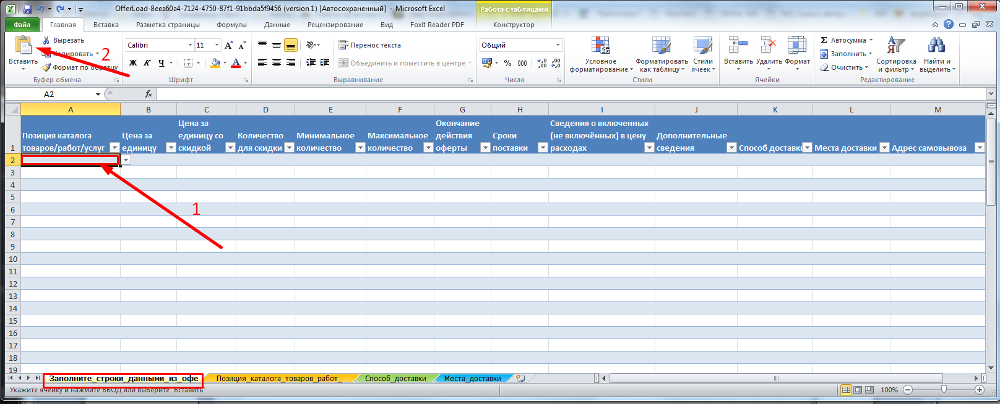 OfferLoad-8eea60a4-7124-4750-87f1-91bbda5f9456 (version 1) [Автосохраненный] - Microsoft Excel
Работа с таблицами
Файл Главная Вставка Разметка страницы Формулы Данные Рецензирование Вид Foxit Reader PDF Конструктор
Вставить
Вырезать
Копировать
Формат по образцу
Буфер обмена
2
Calibri 11
Ж К Ч
Шрифт
Перенос текста
Объединить и поместить в центре
Выравнивание
Общий
% 000
Число
Условное форматирование
Форматировать как таблицу
Стили ячеек
Стили
Вставить Удалить Формат
Ячейки
Σ Автосумма
Заполнить
Очистить
Сортировка и фильтр
Найти и выделить
Редактирование
A2
fx
A B C D E F G H I J K L M
1
Позиция каталога товаров/работ/услуг
Цена за единицу
Цена за единицу со скидкой
Количество для скидки
Минимальное количество
Максимальное количество
Окончание действия оферты
Сроки поставки
Сведения о включенных (не включённых) в цену расходах
Дополнительные сведения
Способ доставки
Места доставки
Адрес самовывоза
2
3
4
5
6
1
7
8
9
10
11
12
13
14
15
16
17
18
19
Заполните_строки_данными_из_офе Позиция_каталога_товаров_работ_ Способ_доставки Места_доставки
Укажите ячейку и нажмите ВВОД или выберите "Вставить"
100%